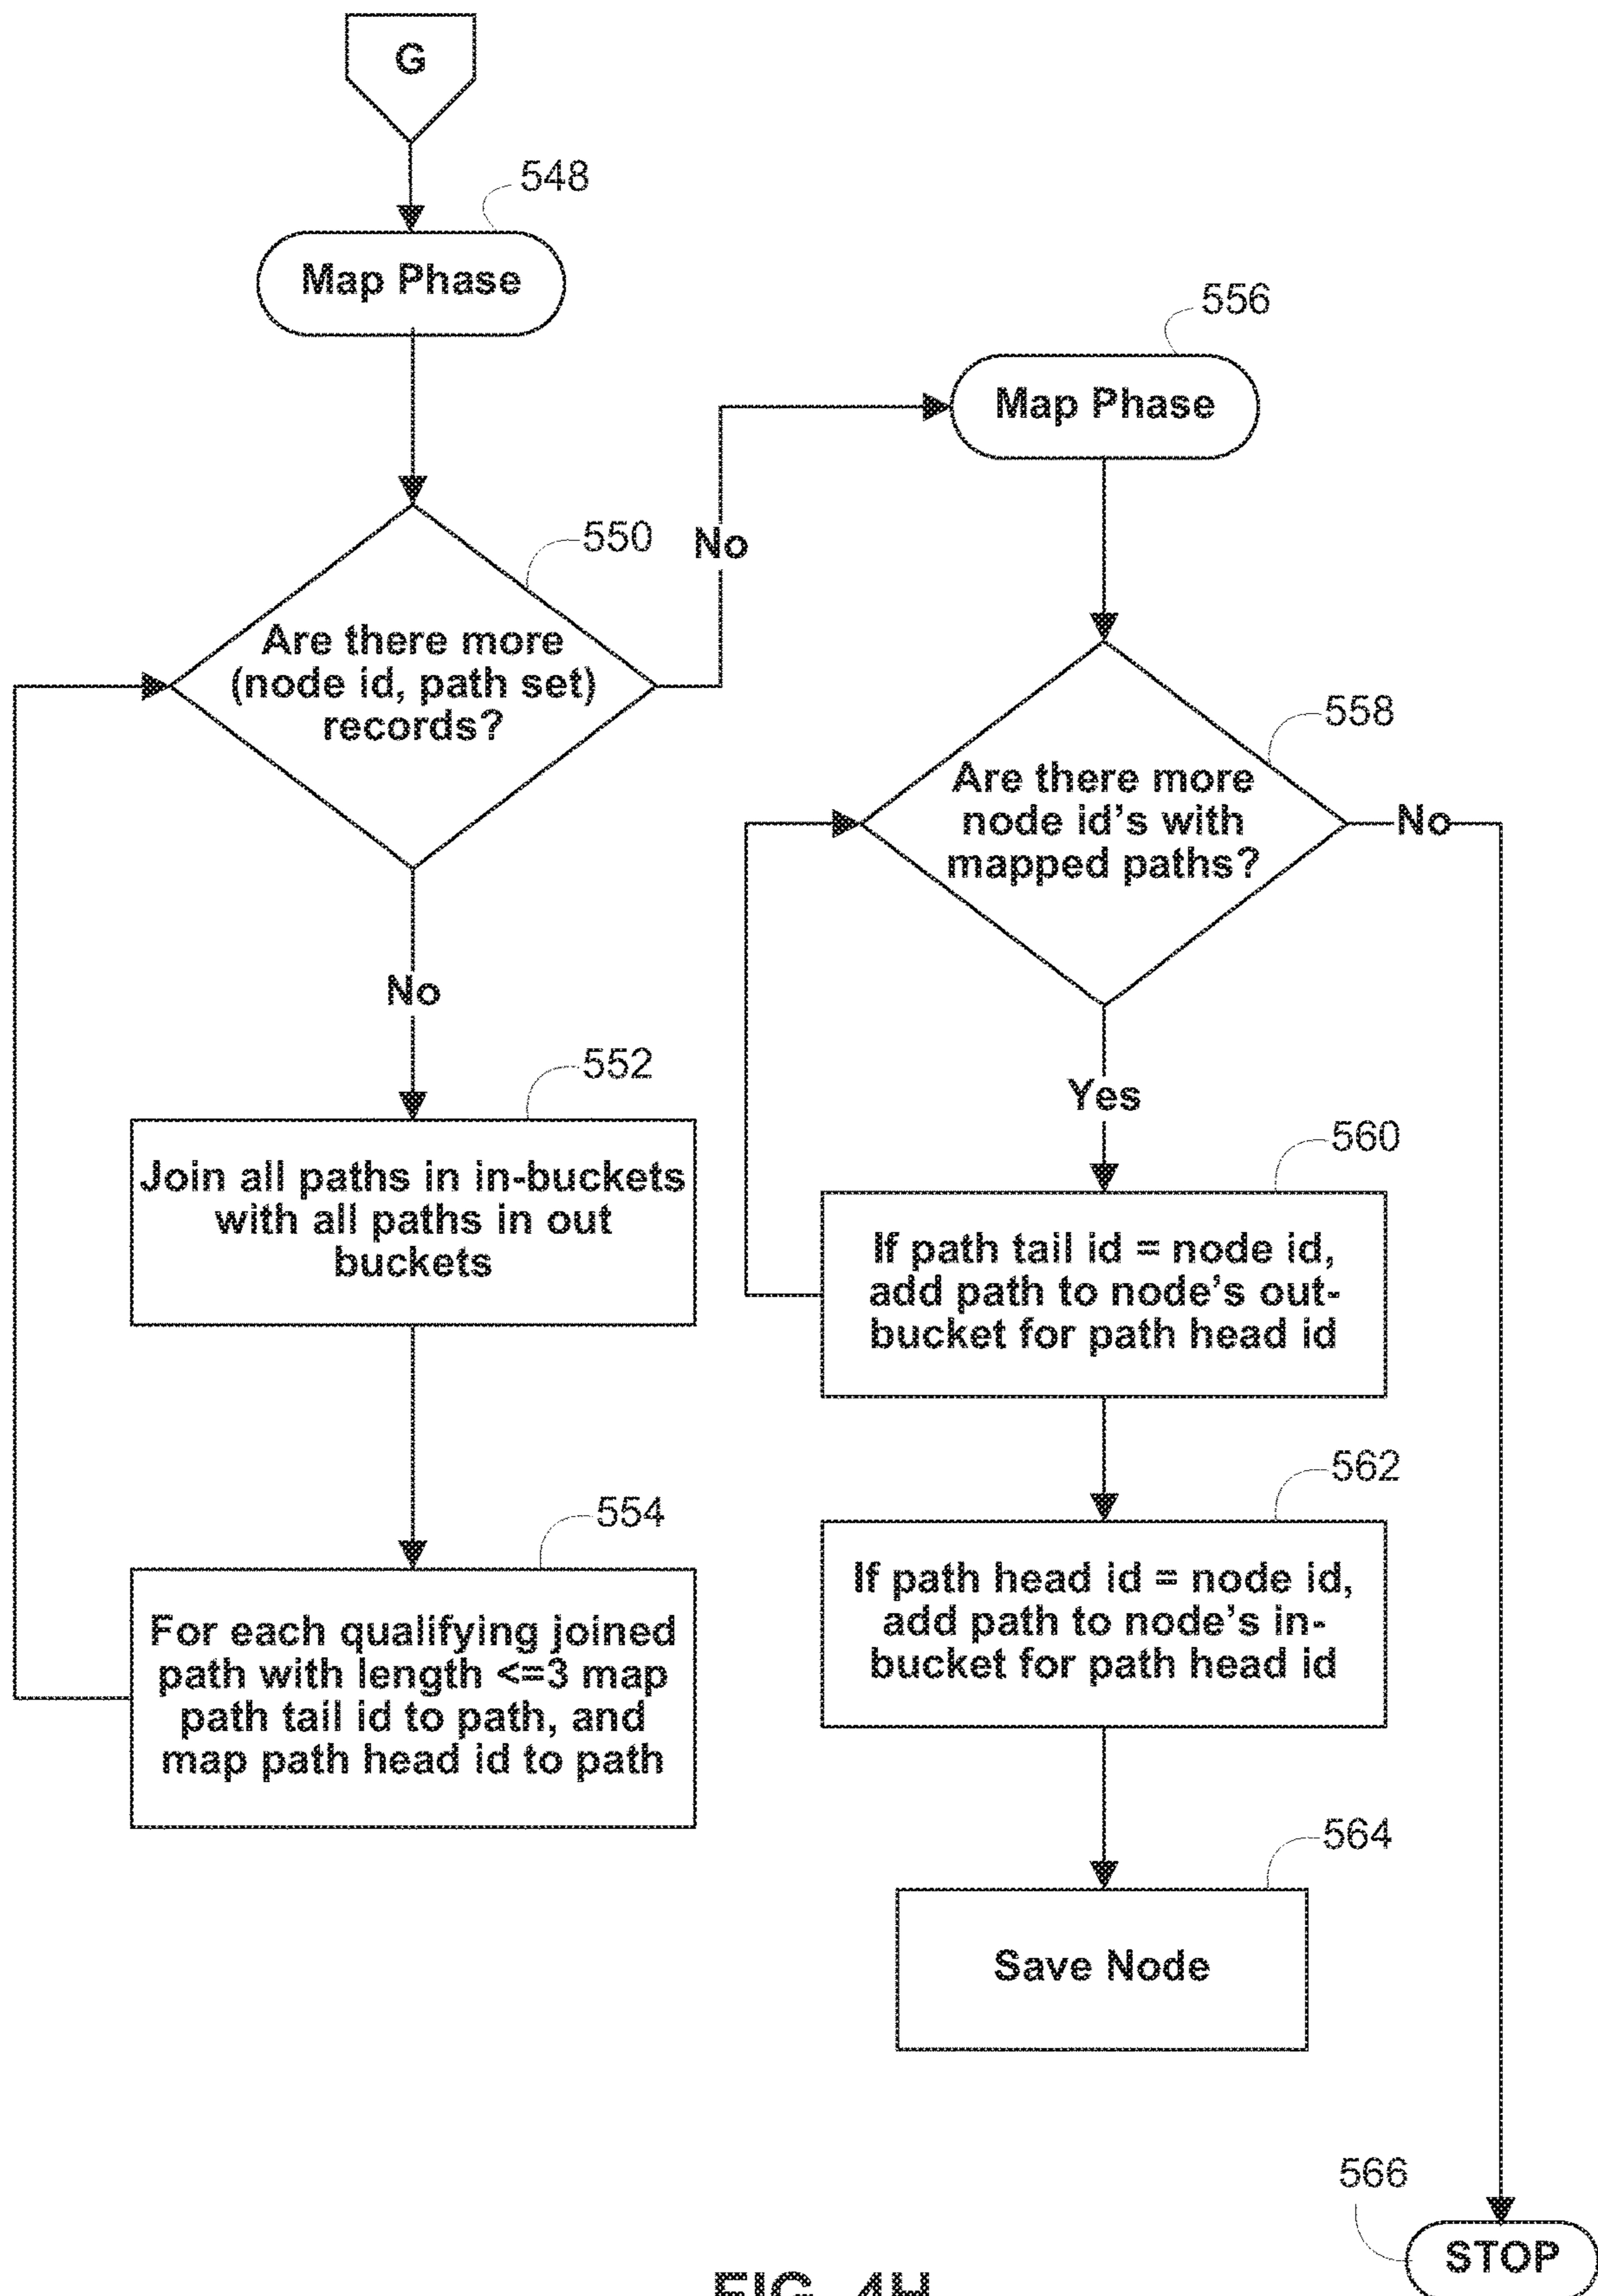 G
548
Map Phase
556
Map Phase
550
No
Are there more
(node id, path set)
records?
558
Are there more
node id's with
mapped paths?
No
No
552
Yes
Join all paths in in-buckets
with all paths in out
buckets
560
If path tail id = node id,
add path to node's out-
bucket for path head id
562
If path head id = node id,
add path to node's in-
bucket for path head id
554
For each qualifying joined
path with length <=3 map
path tail id to path, and
map path head id to path
564
Save Node
566
STOP
FIG. 4H